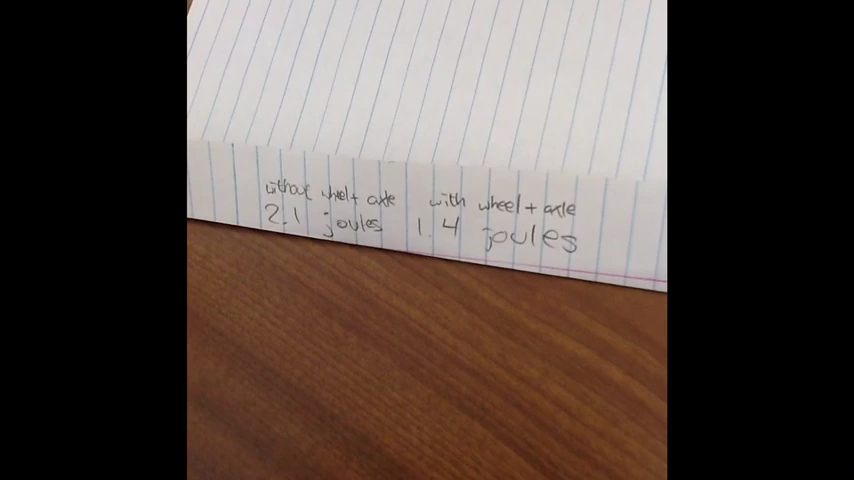 without wheel + axle with wheel + axle
2.1 joules 1.4 joules